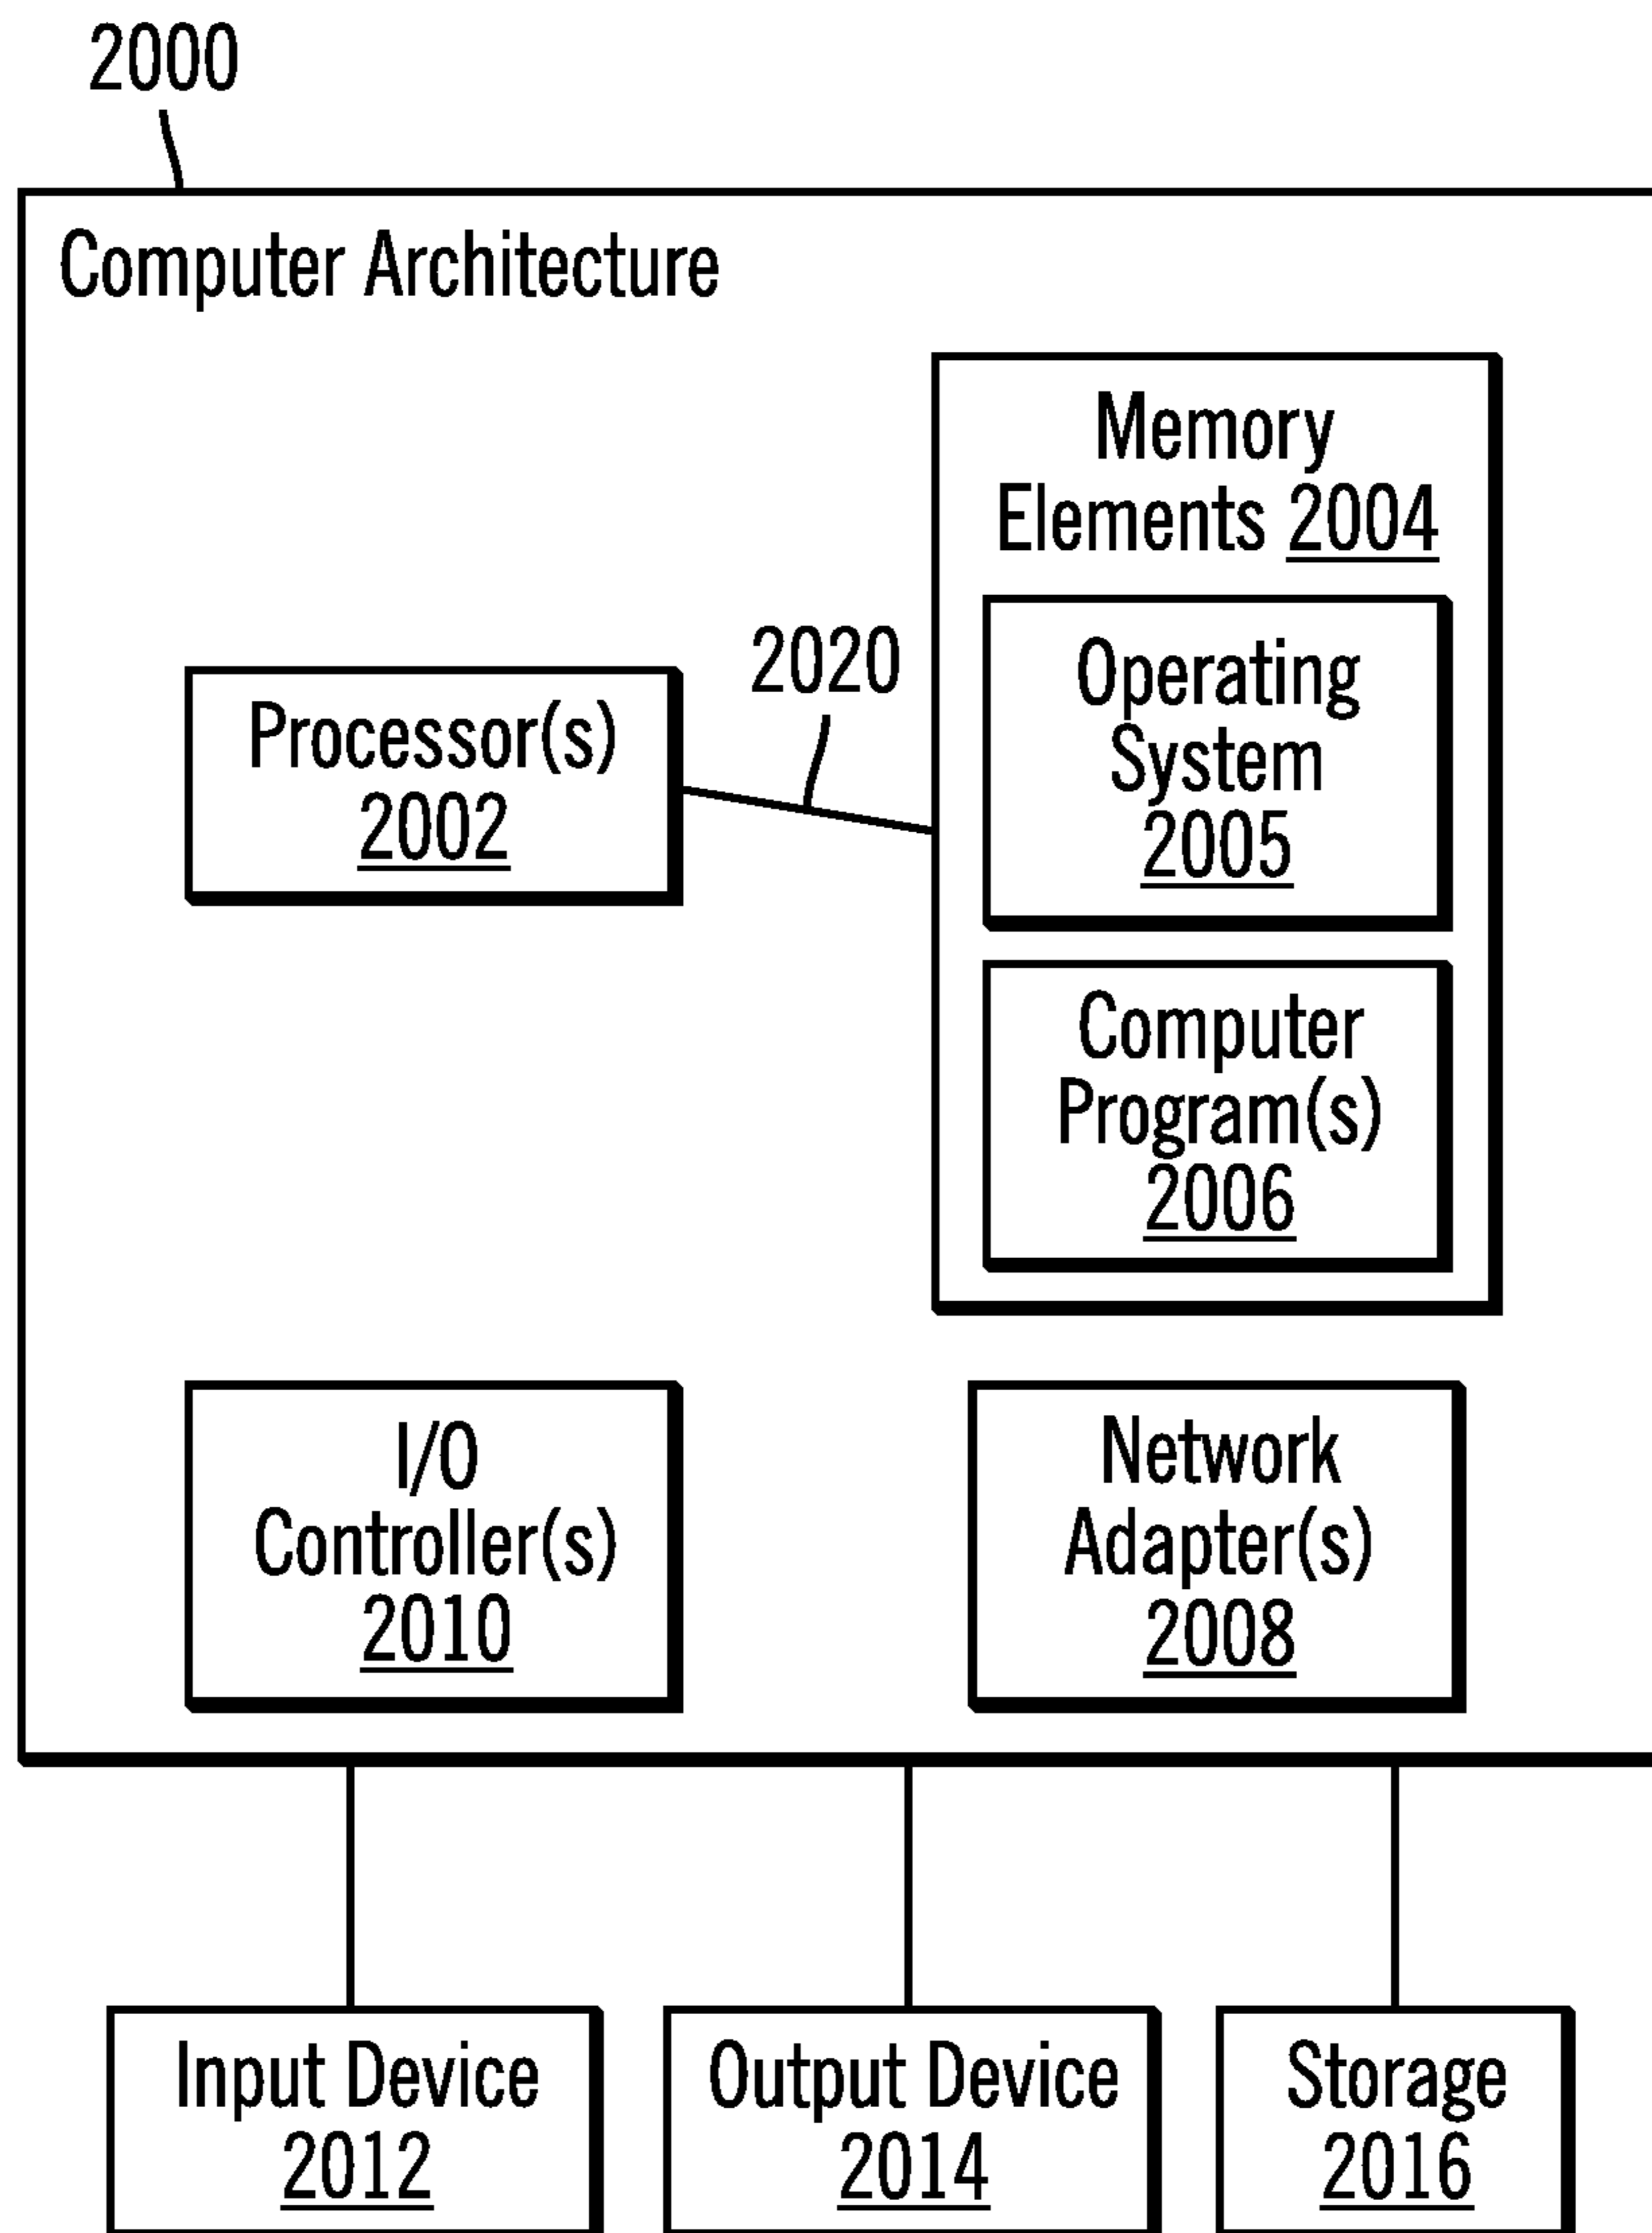 2000
Computer Architecture
Memory
Elements 2004
2020
Processor(s)
2002
Operating
System
2005
Computer
Program(s)
2006
I/O
Controller(s)
2010
Network
Adapter(s)
2008
Input Device
2012
Output Device
2014
Storage
2016